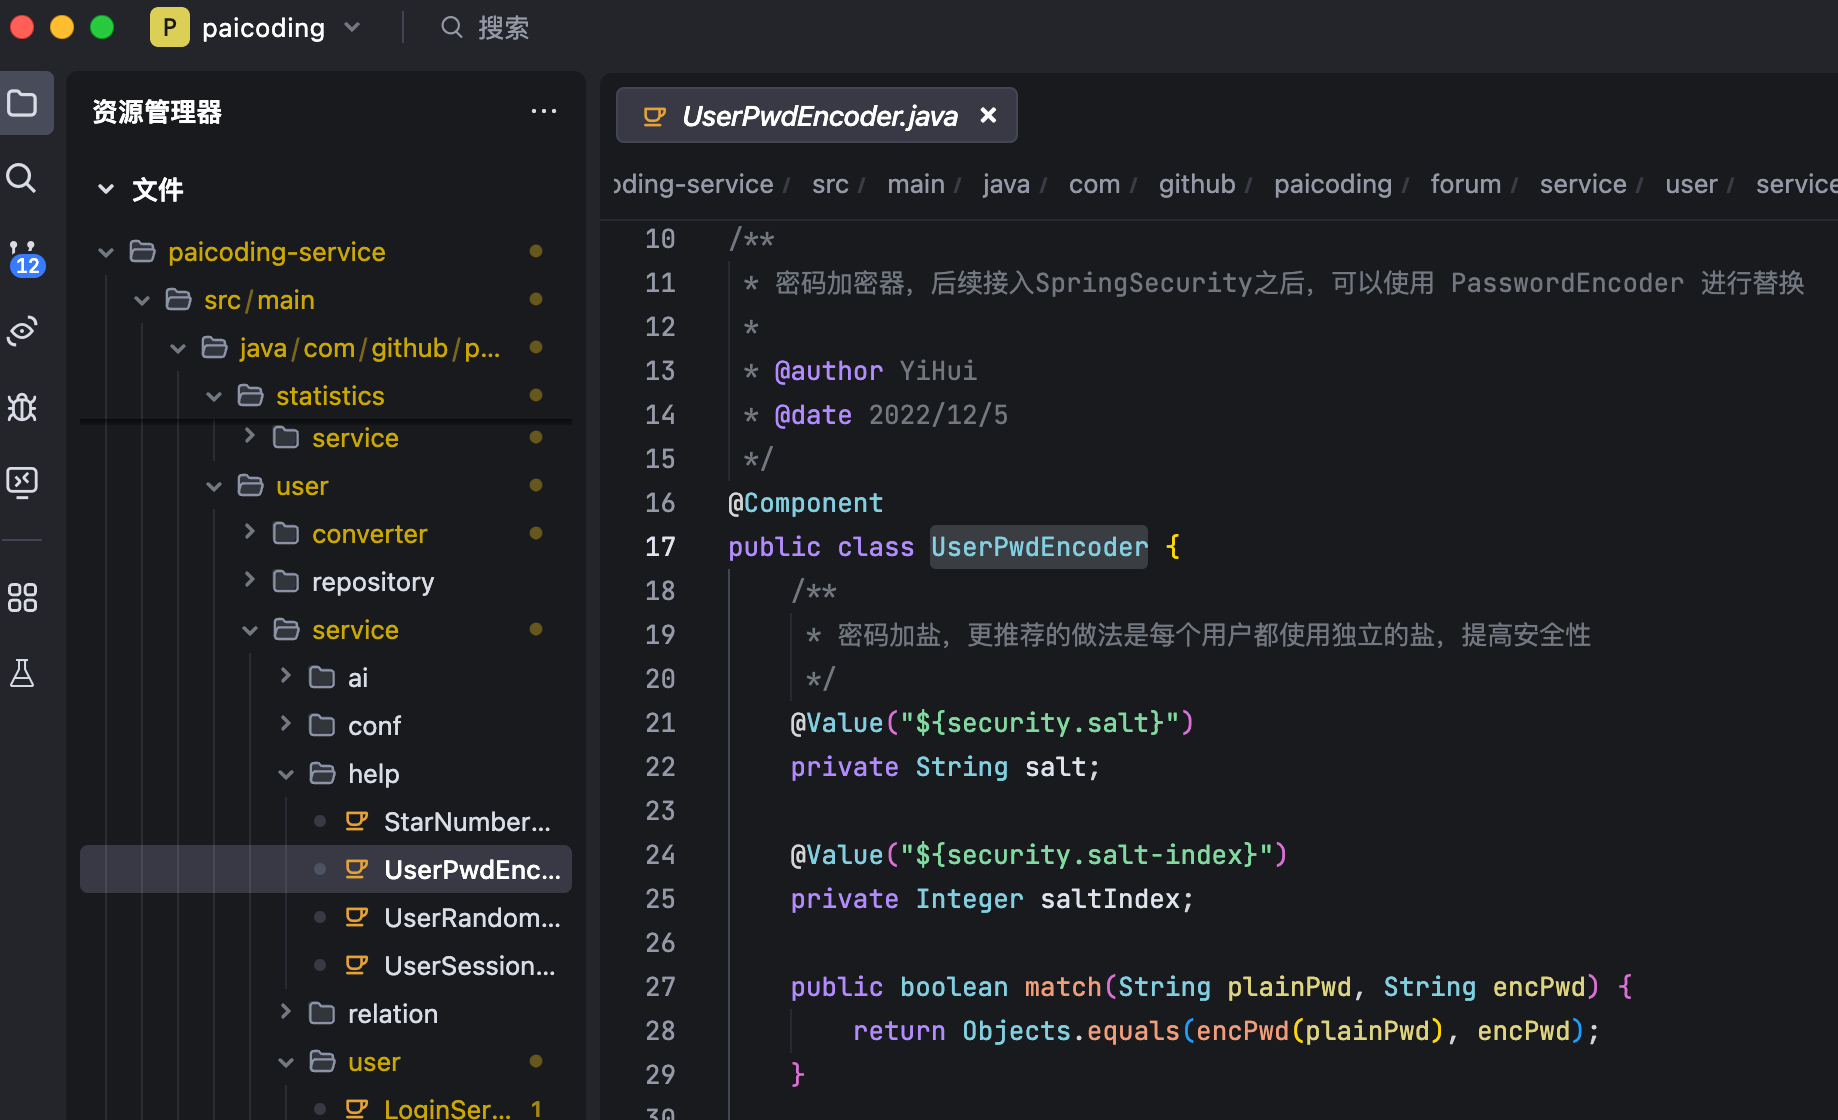 P paicoding 搜索
资源管理器 ...
文件
12
paicoding-service
src/main
java/com/github/p...
statistics
service
user
converter
repository
service
ai
conf
help
StarNumber...
UserPwdEnc...
UserRandom...
UserSession...
relation
user
LoginSer... 1
UserPwdEncoder.java
oding-service / src / main / java / com / github / paicoding / forum / service / user / service
10 /**
11 * 密码加密器，后续接入SpringSecurity之后，可以使用 PasswordEncoder 进行替换
12 *
13 * @author YiHui
14 * @date 2022/12/5
15 */
16 @Component
17 public class UserPwdEncoder {
18 /**
19 * 密码加盐，更推荐的做法是每个用户都使用独立的盐，提高安全性
20 */
21 @Value("${security.salt}")
22 private String salt;
23
24 @Value("${security.salt-index}")
25 private Integer saltIndex;
26
27 public boolean match(String plainPwd, String encPwd) {
28 return Objects.equals(encPwd(plainPwd), encPwd);
29 }
30